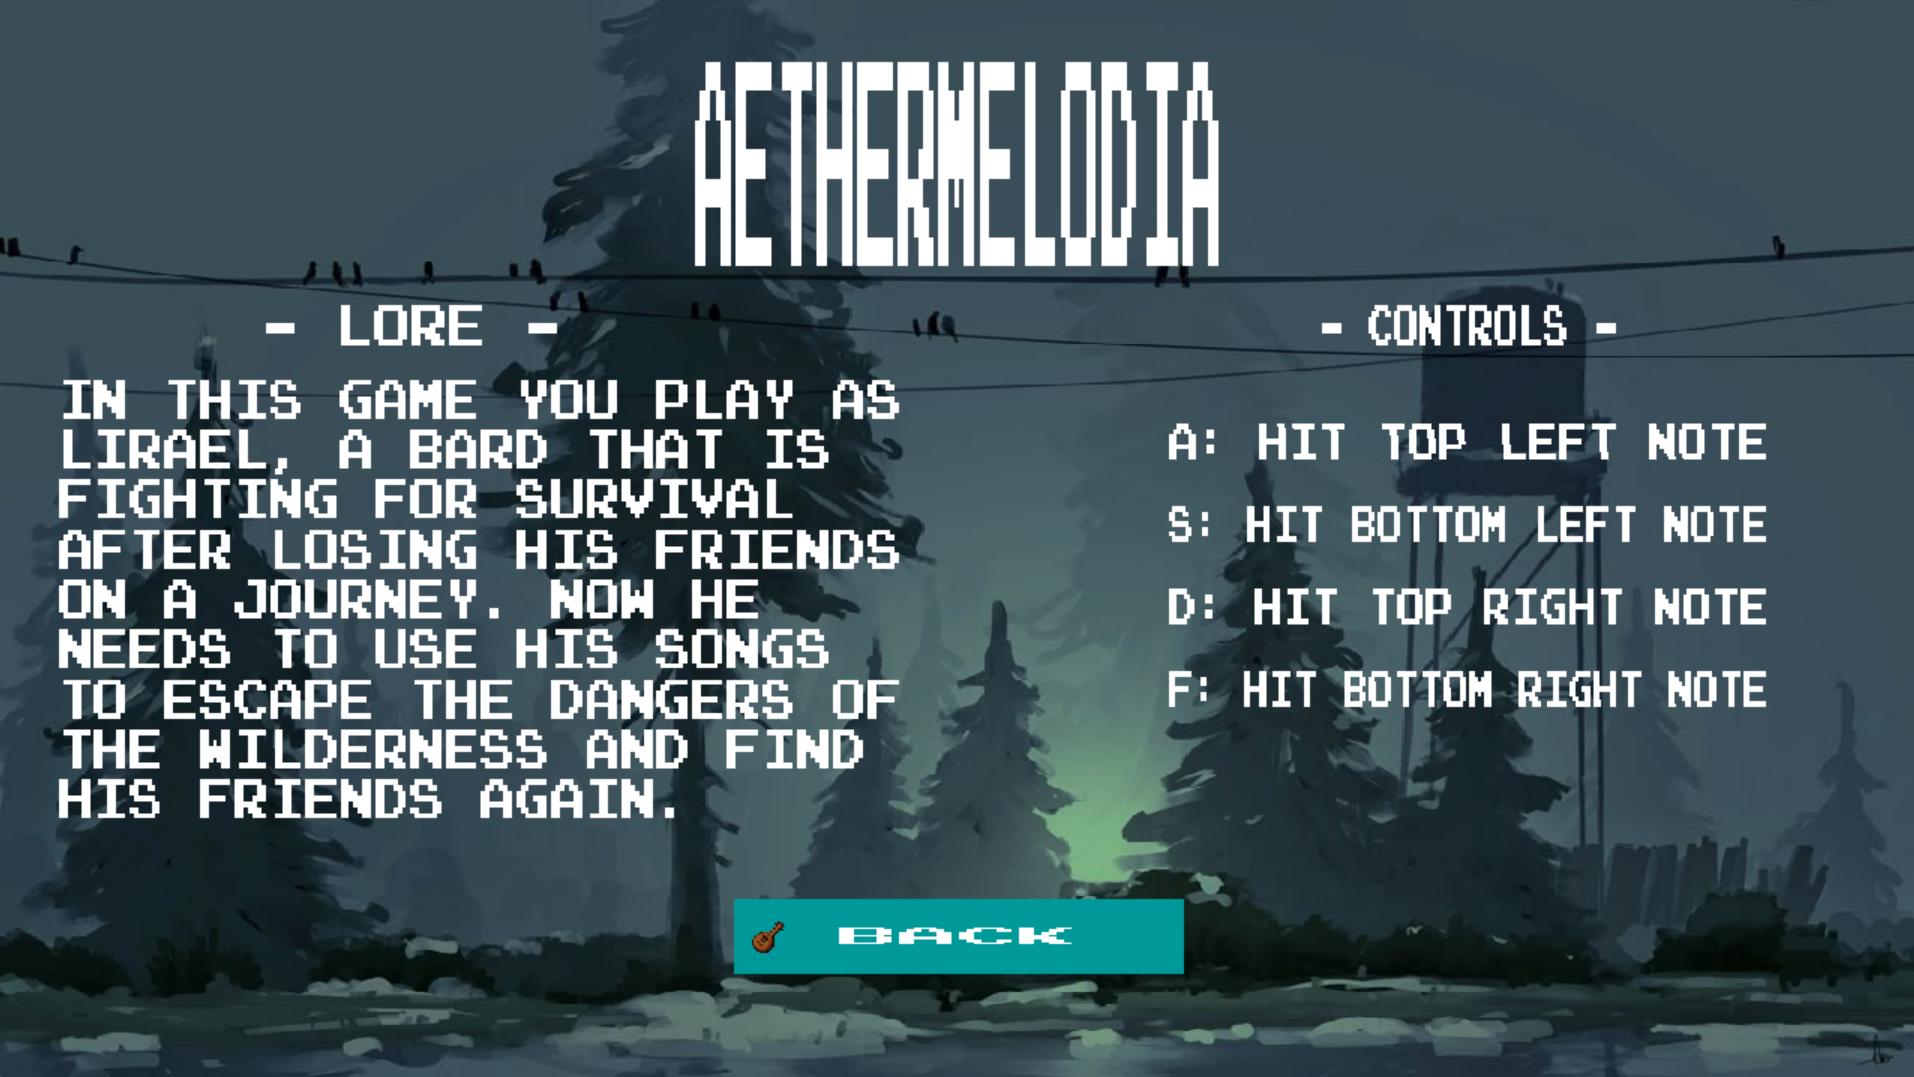 AETHERMELODIA
- LORE -
IN THIS GAME YOU PLAY AS
LIRAEL, A BARD THAT IS
FIGHTING FOR SURVIVAL
AFTER LOSING HIS FRIENDS
ON A JOURNEY. NOW HE
NEEDS TO USE HIS SONGS
TO ESCAPE THE DANGERS OF
THE WILDERNESS AND FIND
HIS FRIENDS AGAIN.
- CONTROLS -
A: HIT TOP LEFT NOTE
S: HIT BOTTOM LEFT NOTE
D: HIT TOP RIGHT NOTE
F: HIT BOTTOM RIGHT NOTE
BACK